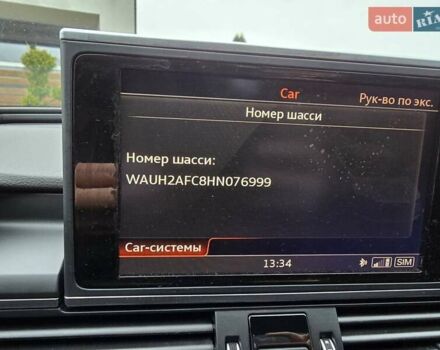 auto RIA
Car
Рук-во по экс.
Номер шасси
Номер шасси:
WAUH2AFC8HN076999
Car-системы
13:34
SIM